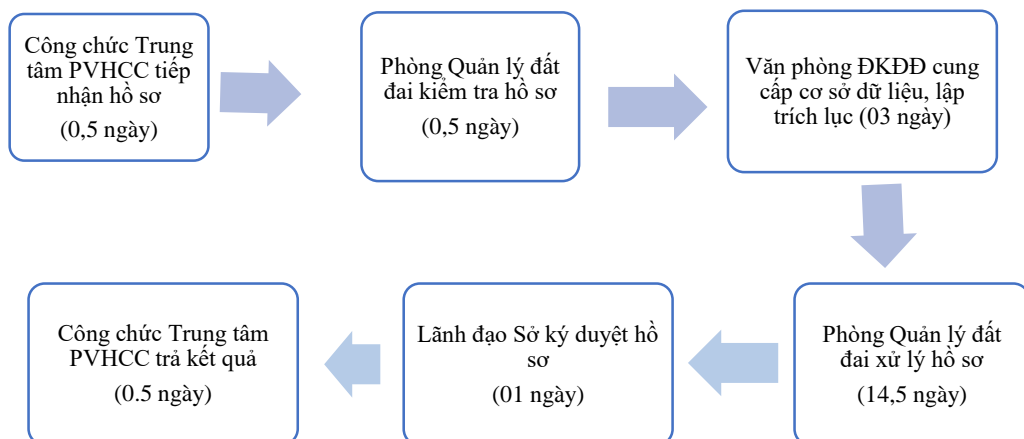 Công chức Trung
tâm PVHCC tiếp
nhận hồ sơ
(0,5 ngày)
Phòng Quản lý đất
đai kiểm tra hồ sơ
(0,5 ngày)
Văn phòng ĐKĐĐ cung
cấp cơ sở dữ liệu, lập
trích lục (03 ngày)
Phòng Quản lý đất
đai xử lý hồ sơ
(14,5 ngày)
Lãnh đạo Sở ký duyệt hồ
sơ
(01 ngày)
Công chức Trung tâm
PVHCC trả kết quả
(0.5 ngày)